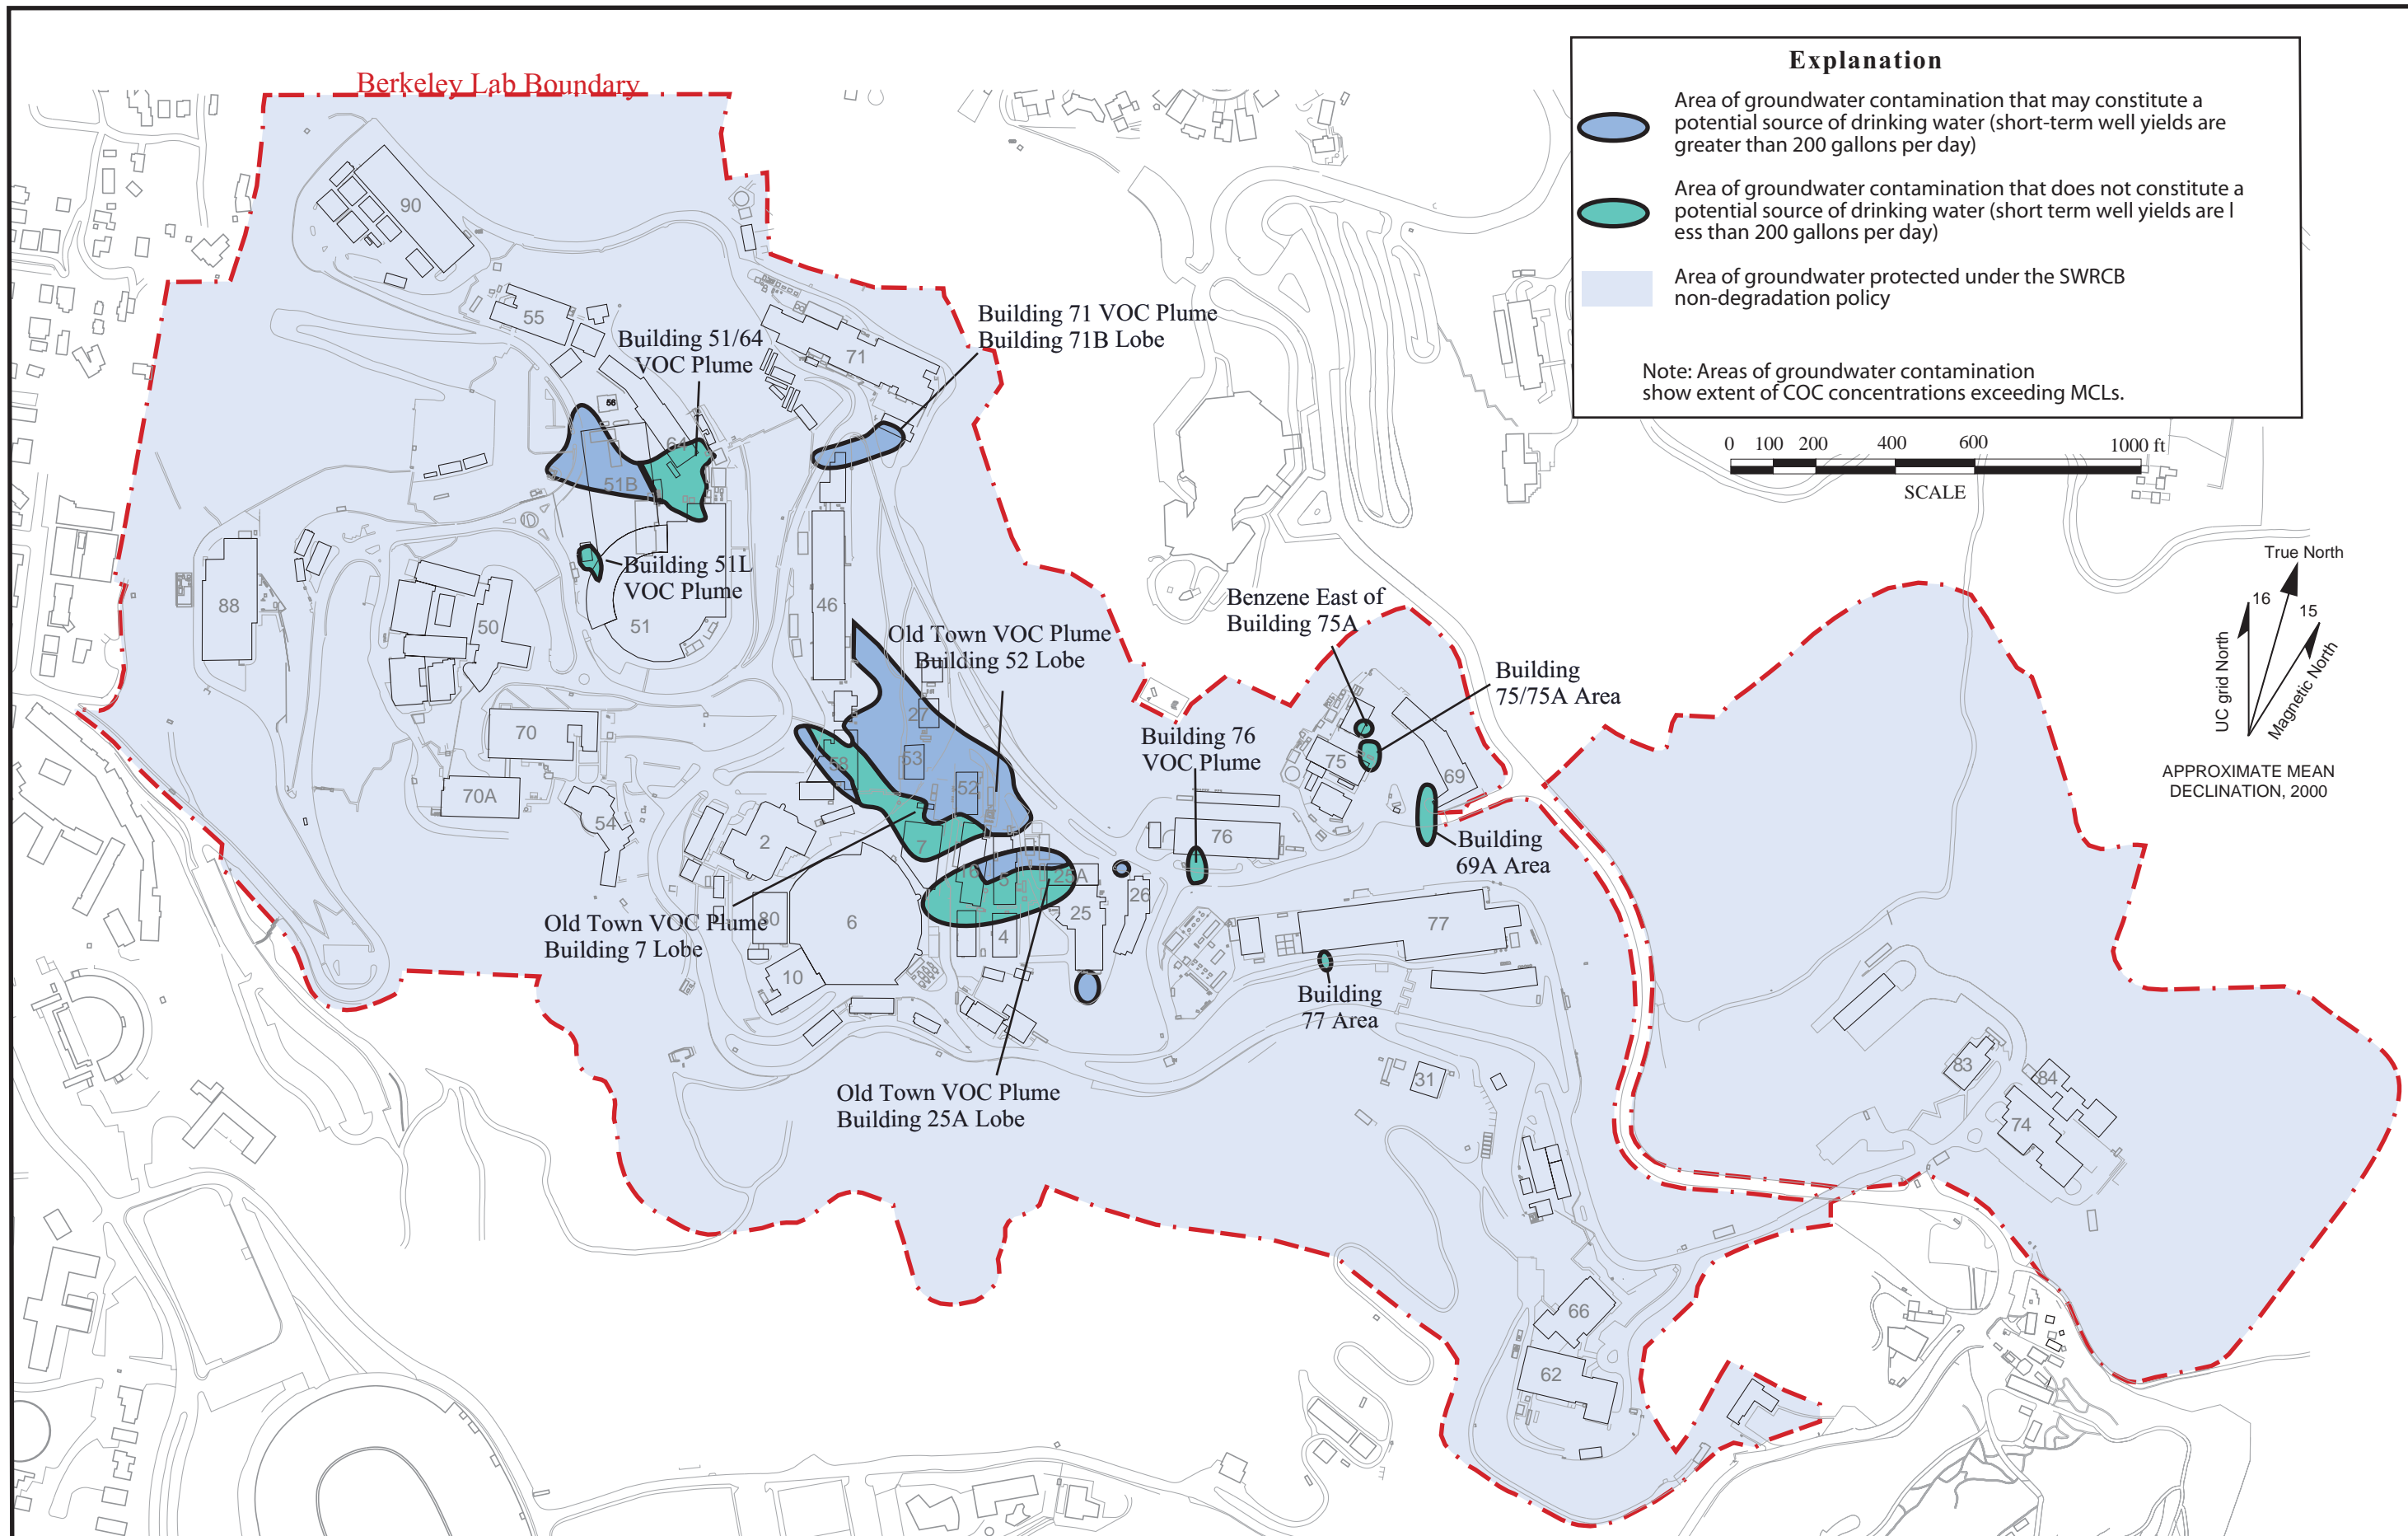 Berkeley Lab Boundary
Explanation
Area of groundwater contamination that may constitute a
potential source of drinking water (short-term well yields are
greater than 200 gallons per day)
Area of groundwater contamination that does not constitute a
potential source of drinking water (short term well yields are l
ess than 200 gallons per day)
Area of groundwater protected under the SWRCB
non-degradation policy
Note: Areas of groundwater contamination
show extent of COC concentrations exceeding MCLs.
0 100 200 400 600 1000 ft
SCALE
True North
16
15
UC grid North
Magnetic North
APPROXIMATE MEAN
DECLINATION, 2000
90
55
Building 51/64
VOC Plume
Building 71 VOC Plume
Building 71B Lobe
71
56
64
51B
Building 51L
VOC Plume
88
50
51
46
Old Town VOC Plume
Building 52 Lobe
Benzene East of
Building 75A
Building
75/75A Area
Building 76
VOC Plume
27
70
53
58
52
75
69
70A
54
2
7
76
Building
69A Area
16
5
25A
26
25
Old Town VOC Plume
Building 7 Lobe
80
6
4
77
10
Building
77 Area
Old Town VOC Plume
Building 25A Lobe
31
83
84
74
66
62